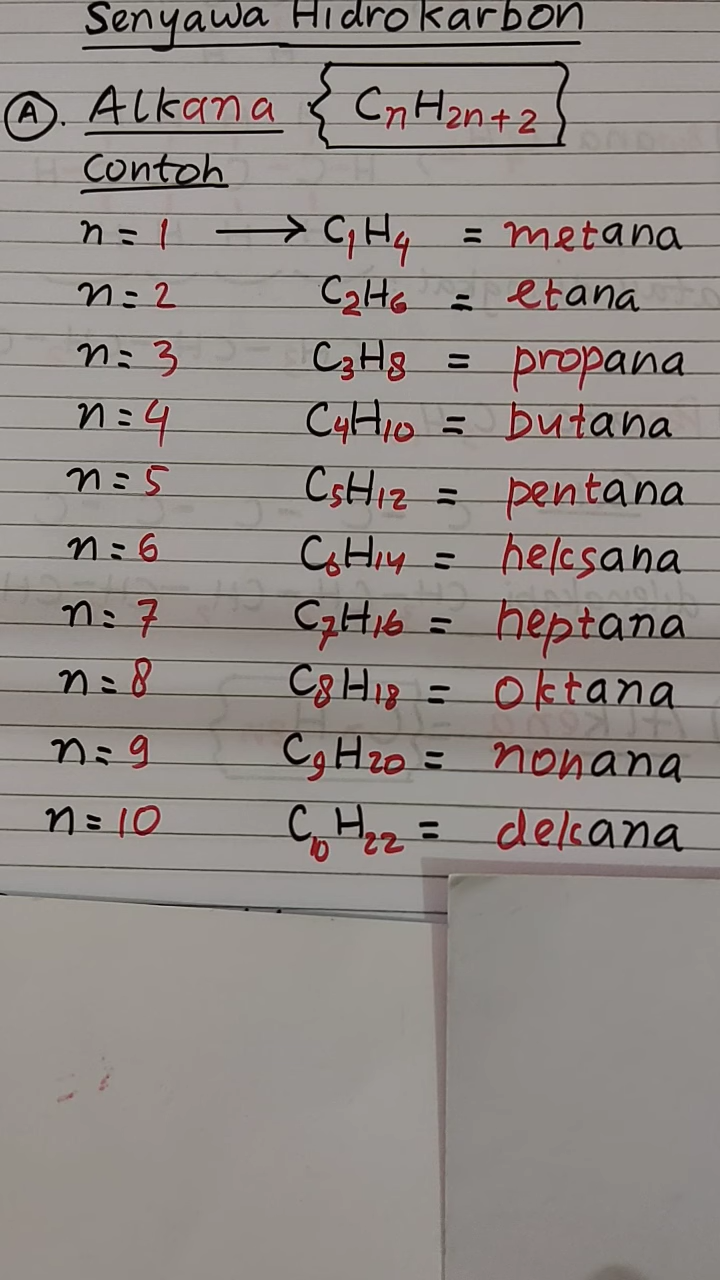 Senyawa Hidrokarbon
A. Alkana { CnH2n+2 }
Contoh
n = 1 → C1H4 = metana
n = 2 C2H6 = etana
n = 3 C3H8 = propana
n = 4 C4H10 = butana
n = 5 C5H12 = pentana
n = 6 C6H14 = heksana
n = 7 C7H16 = heptana
n = 8 C8H18 = oktana
n = 9 C9H20 = nonana
n = 10 C10H22 = dekana